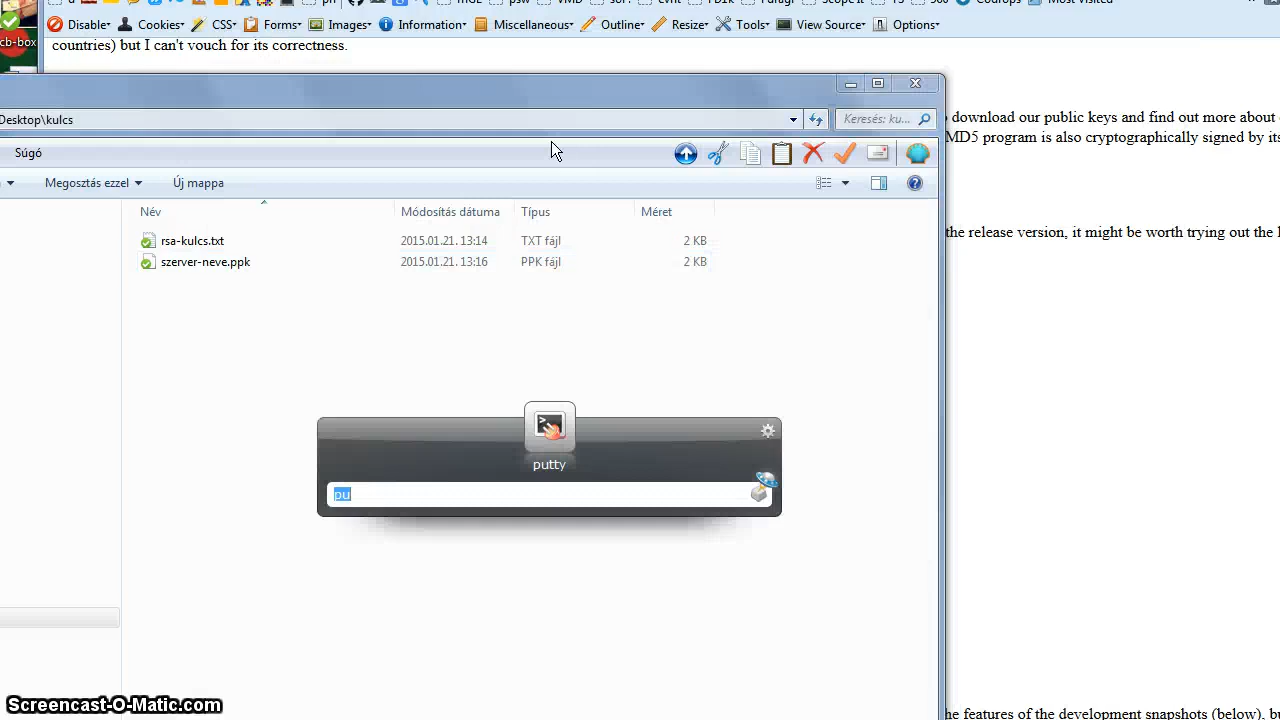 Disable▾ Cookies▾ CSS▾ Forms▾ Images▾ Information▾ Miscellaneous▾ Outline▾ Resize▾ Tools▾ View Source▾ Options▾
cb-box
countries) but I can't vouch for its correctness.
Desktop\kulcs
Keresés: ku...
download our public keys and find out more about
MD5 program is also cryptographically signed by its
Súgó
Megosztás ezzel
Új mappa
Név
Módosítás dátuma
Típus
Méret
the release version, it might be worth trying out the
rsa-kulcs.txt 2015.01.21. 13:14 TXT fájl 2 KB
szerver-neve.ppk 2015.01.21. 13:16 PPK fájl 2 KB
putty
pu
Screencast-O-Matic.com
he features of the development snapshots (below), bu